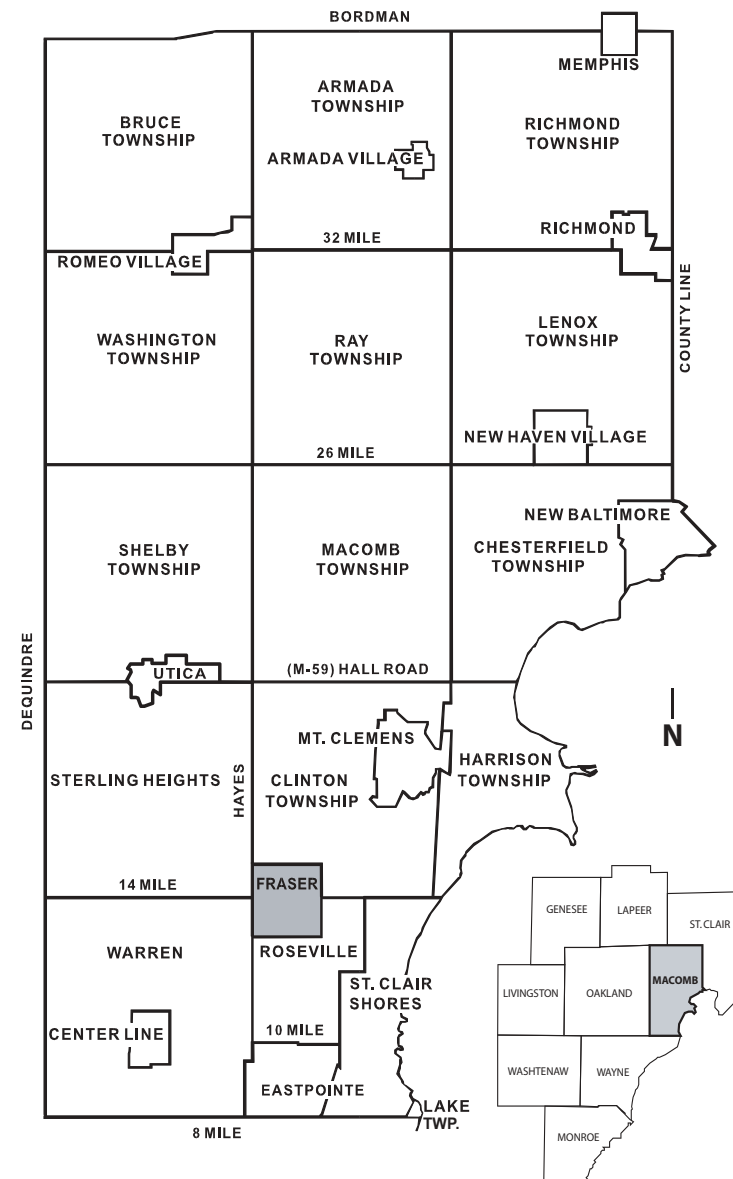 BORDMAN
MEMPHIS
ARMADA
TOWNSHIP
BRUCE
TOWNSHIP
RICHMOND
TOWNSHIP
ARMADA VILLAGE
RICHMOND
32 MILE
ROMEO VILLAGE
COUNTY LINE
WASHINGTON
TOWNSHIP
RAY
TOWNSHIP
LENOX
TOWNSHIP
NEW HAVEN VILLAGE
26 MILE
NEW BALTIMORE
SHELBY
TOWNSHIP
MACOMB
TOWNSHIP
CHESTERFIELD
TOWNSHIP
DEQUINDRE
UTICA
(M-59) HALL ROAD
N
MT. CLEMENS
STERLING HEIGHTS
HAYES
CLINTON
TOWNSHIP
HARRISON
TOWNSHIP
14 MILE
FRASER
WARREN
ROSEVILLE
ST. CLAIR
SHORES
CENTER LINE
10 MILE
EASTPOINTE
LAKE
TWP.
8 MILE
GENESEE
LAPEER
ST. CLAIR
LIVINGSTON
OAKLAND
MACOMB
WASHTENAW
WAYNE
MONROE